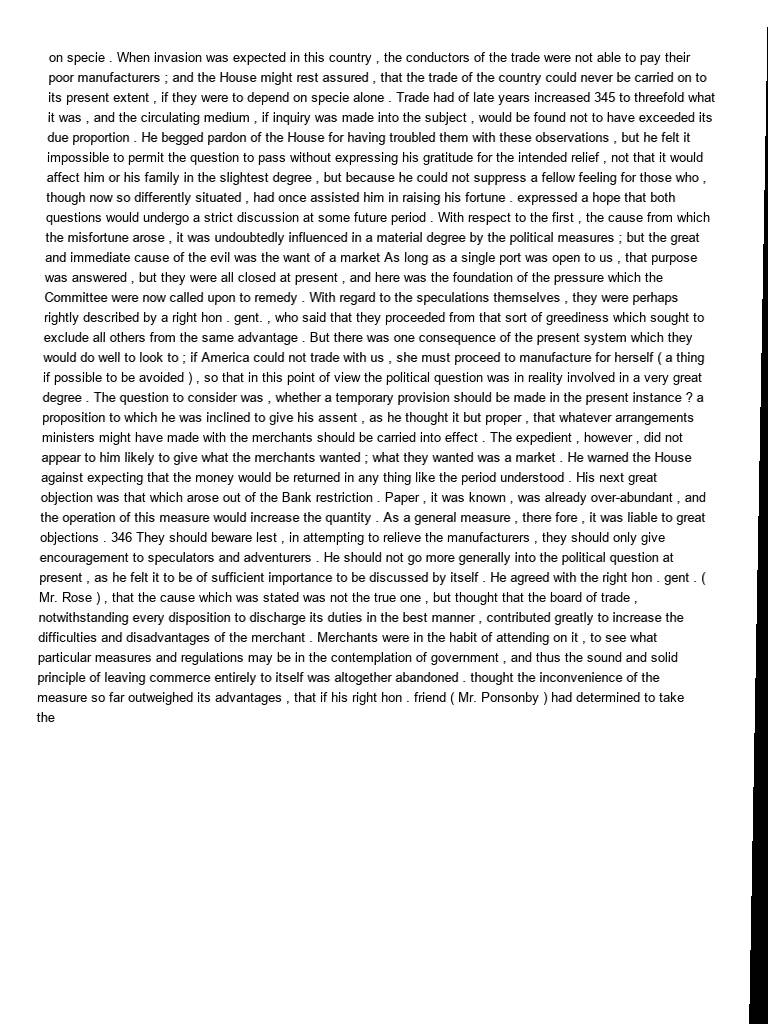 on specie . When invasion was expected in this country , the conductors of the trade were not able to pay their
poor manufacturers ; and the House might rest assured , that the trade of the country could never be carried on to
its present extent , if they were to depend on specie alone . Trade had of late years increased 345 to threefold what
it was , and the circulating medium , if inquiry was made into the subject , would be found not to have exceeded its
due proportion . He begged pardon of the House for having troubled them with these observations , but he felt it
impossible to permit the question to pass without expressing his gratitude for the intended relief , not that it would
affect him or his family in the slightest degree , but because he could not suppress a fellow feeling for those who ,
though now so differently situated , had once assisted him in raising his fortune . expressed a hope that both
questions would undergo a strict discussion at some future period . With respect to the first , the cause from which
the misfortune arose , it was undoubtedly influenced in a material degree by the political measures ; but the great
and immediate cause of the evil was the want of a market As long as a single port was open to us , that purpose
was answered , but they were all closed at present , and here was the foundation of the pressure which the
Committee were now called upon to remedy . With regard to the speculations themselves , they were perhaps
rightly described by a right hon . gent. , who said that they proceeded from that sort of greediness which sought to
exclude all others from the same advantage . But there was one consequence of the present system which they
would do well to look to ; if America could not trade with us , she must proceed to manufacture for herself ( a thing
if possible to be avoided ) , so that in this point of view the political question was in reality involved in a very great
degree . The question to consider was , whether a temporary provision should be made in the present instance ? a
proposition to which he was inclined to give his assent , as he thought it but proper , that whatever arrangements
ministers might have made with the merchants should be carried into effect . The expedient , however , did not
appear to him likely to give what the merchants wanted ; what they wanted was a market . He warned the House
against expecting that the money would be returned in any thing like the period understood . His next great
objection was that which arose out of the Bank restriction . Paper , it was known , was already over-abundant , and
the operation of this measure would increase the quantity . As a general measure , there fore , it was liable to great
objections . 346 They should beware lest , in attempting to relieve the manufacturers , they should only give
encouragement to speculators and adventurers . He should not go more generally into the political question at
present , as he felt it to be of sufficient importance to be discussed by itself . He agreed with the right hon . gent . (
Mr. Rose ) , that the cause which was stated was not the true one , but thought that the board of trade ,
notwithstanding every disposition to discharge its duties in the best manner , contributed greatly to increase the
difficulties and disadvantages of the merchant . Merchants were in the habit of attending on it , to see what
particular measures and regulations may be in the contemplation of government , and thus the sound and solid
principle of leaving commerce entirely to itself was altogether abandoned . thought the inconvenience of the
measure so far outweighed its advantages , that if his right hon . friend ( Mr. Ponsonby ) had determined to take
the